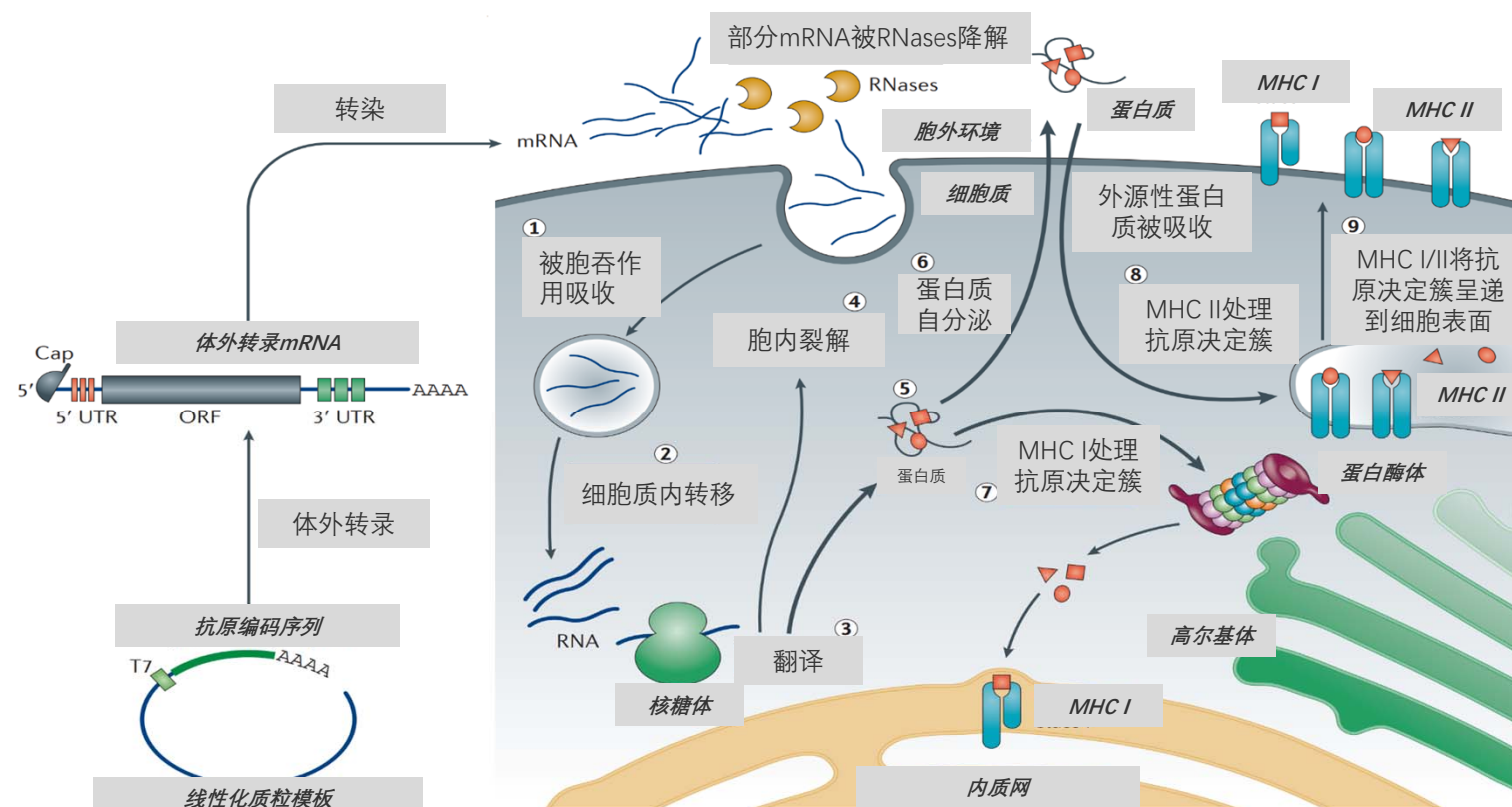 部分mRNA被RNases降解
RNases
转染
mRNA
胞外环境
蛋白质
MHC I
MHC II
细胞质
外源性蛋白
质被吸收
①
被胞吞作
用吸收
⑥
蛋白质
自分泌
⑧
MHC II处理
抗原决定簇
⑨
MHC I/II将抗
原决定簇呈递
到细胞表面
④
胞内裂解
体外转录mRNA
Cap
5′
AAAA
5′ UTR
ORF
3′ UTR
⑤
蛋白质
MHC II
②
细胞质内转移
MHC I处理
抗原决定簇
⑦
蛋白酶体
体外转录
抗原编码序列
T7
AAAA
RNA
③
翻译
核糖体
高尔基体
MHC I
内质网
线性化质粒模板